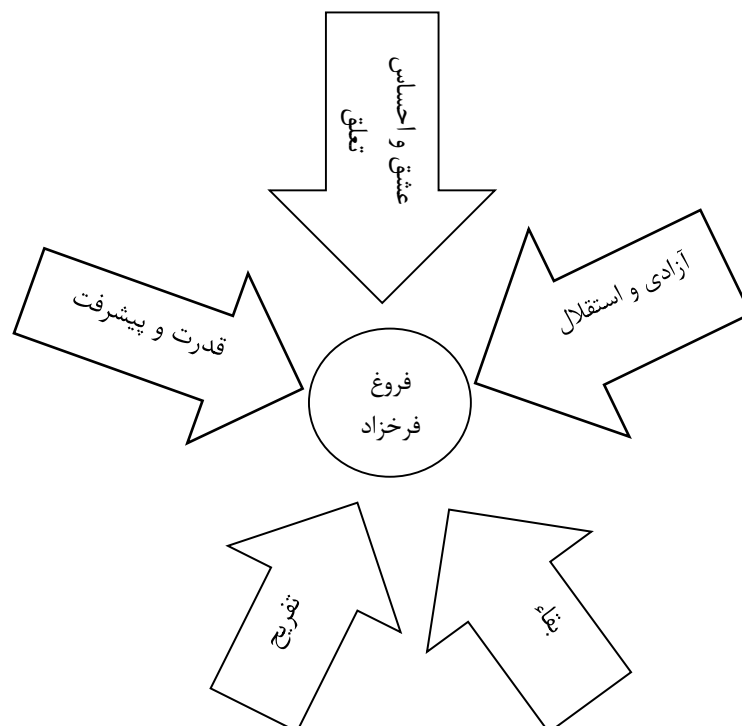 عشق و احساس
تعلق
آزادی و استقلال
قدرت و پیشرفت
فروغ
فرخزاد
تفریح
بقاء